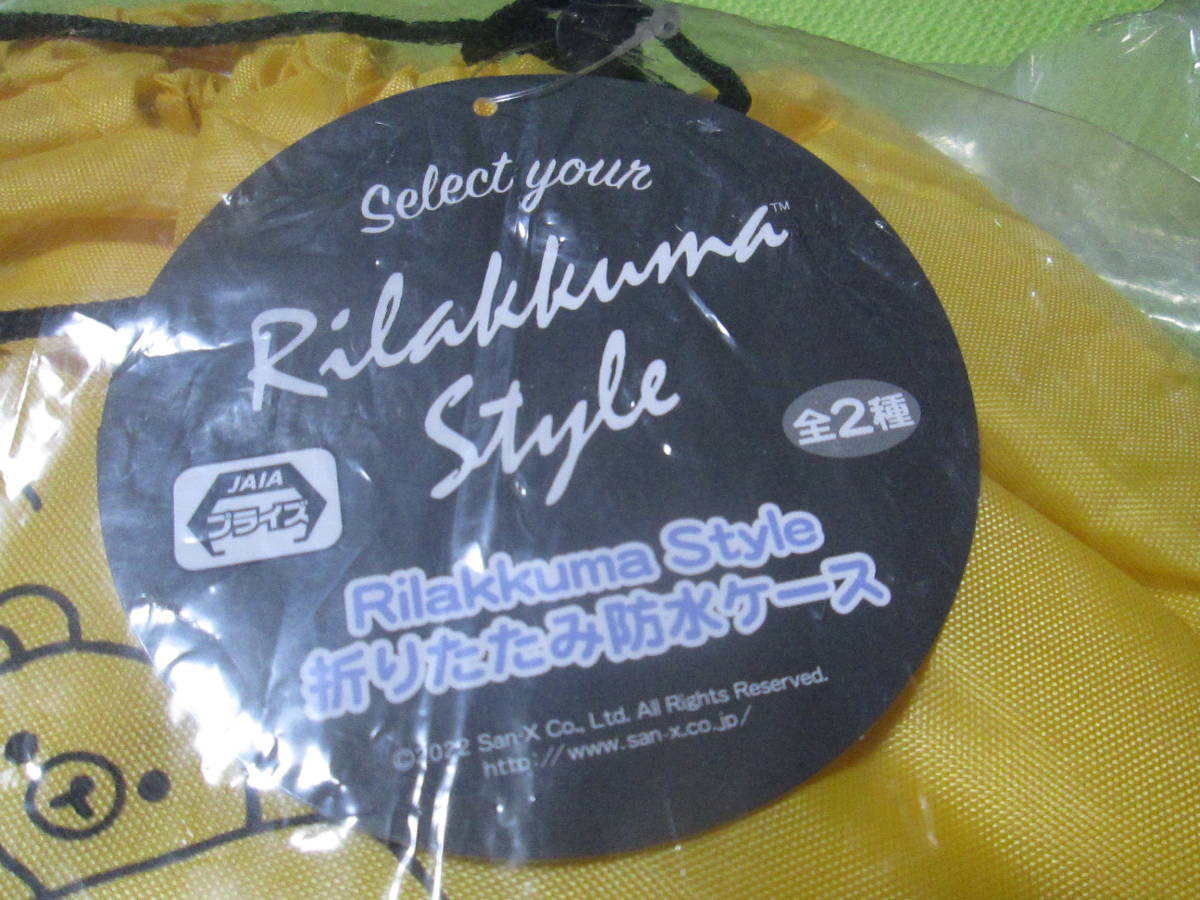 Select your
Rilakkuma™
Style
全2種
JAIA
プライズ
Rilakkuma Style
折りたたみ防水ケース
©2022 San-X Co., Ltd. All Rights Reserved.
http://www.san-x.co.jp/